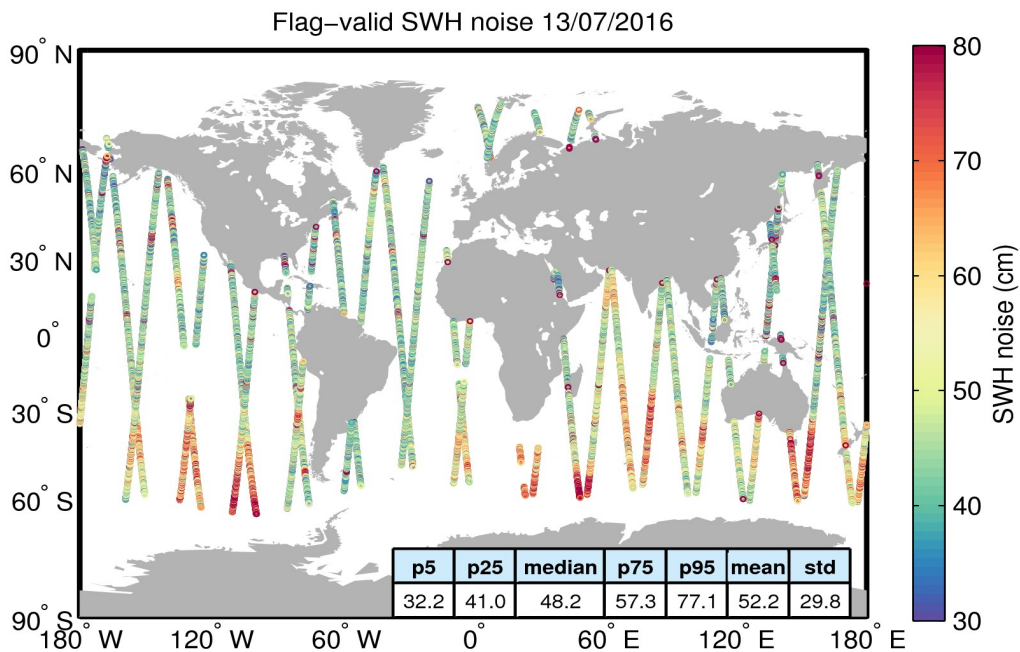 Flag−valid SWH noise 13/07/2016
90° N
60° N
30° N
0°
30° S
60° S
90° S
180° W
120° W
60° W
0°
60° E
120° E
180° E
p5 p25 median p75 p95 mean std
32.2 41.0 48.2 57.3 77.1 52.2 29.8
80
70
60
50
40
30
SWH noise (cm)